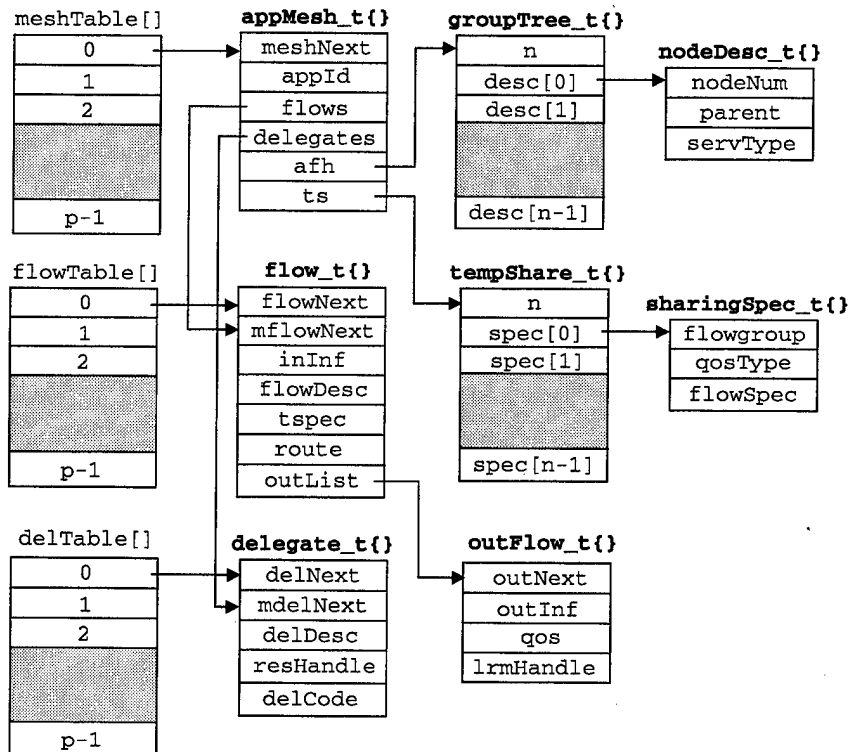 meshTable[]
0
1
2
p-1
appMesh_t{}
meshNext
appId
flows
delegates
afh
ts
groupTree_t{}
n
desc[0]
desc[1]
desc[n-1]
nodeDesc_t{}
nodeNum
parent
servType
flowTable[]
0
1
2
p-1
flow_t{}
flowNext
mflowNext
inInf
flowDesc
tspec
route
outList
tempShare_t{}
n
spec[0]
spec[1]
spec[n-1]
sharingSpec_t{}
flowgroup
qosType
flowSpec
delTable[]
0
1
2
p-1
delegate_t{}
delNext
mdelNext
delDesc
resHandle
delCode
outFlow_t{}
outNext
outInf
qos
lrmHandle